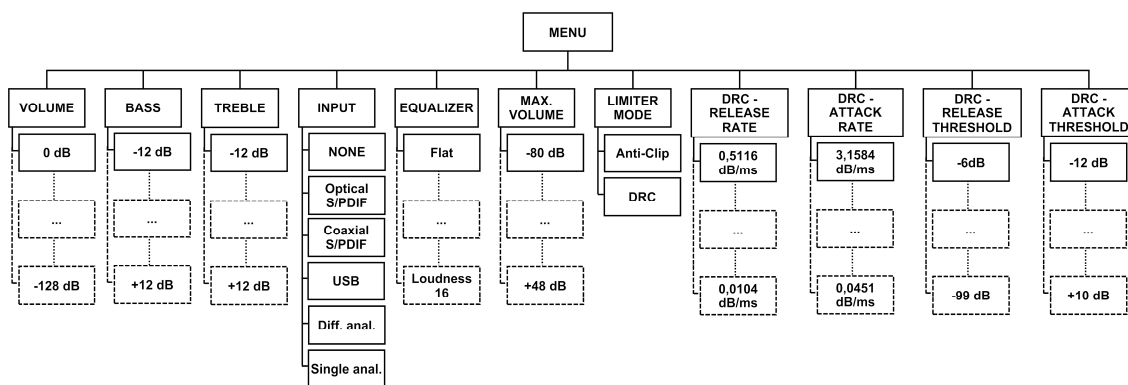 MENU
VOLUME
0 dB
...
-128 dB
BASS
-12 dB
...
+12 dB
TREBLE
-12 dB
...
+12 dB
INPUT
NONE
Optical
S/PDIF
Coaxial
S/PDIF
USB
Diff. anal.
Single anal.
EQUALIZER
Flat
...
Loudness
16
MAX.
VOLUME
-80 dB
...
+48 dB
LIMITER
MODE
Anti-Clip
DRC
DRC -
RELEASE
RATE
0,5116
dB/ms
...
0,0104
dB/ms
DRC -
ATTACK
RATE
3,1584
dB/ms
...
0,0451
dB/ms
DRC -
RELEASE
THRESHOLD
-6dB
...
-99 dB
DRC -
ATTACK
THRESHOLD
-12 dB
...
+10 dB